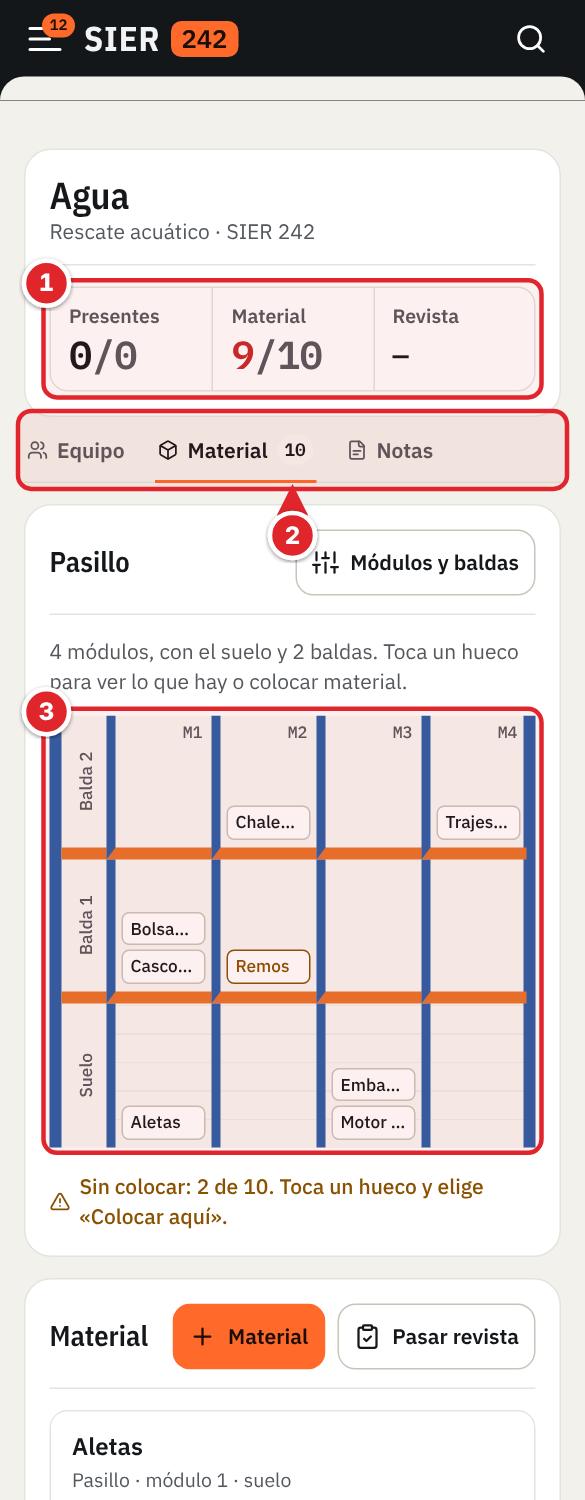 12
SIER 242
Agua
Rescate acuático · SIER 242
1
Presentes
0/0
Material
9/10
Revista
–
Equipo
Material 10
Notas
2
Pasillo
Módulos y baldas
4 módulos, con el suelo y 2 baldas. Toca un hueco
para ver lo que hay o colocar material.
3
M1
M2
M3
M4
Balda 2
Chale...
Trajes...
Balda 1
Bolsa...
Casco...
Remos
Suelo
Aletas
Emba...
Motor ...
Sin colocar: 2 de 10. Toca un hueco y elige
«Colocar aquí».
Material
+ Material
Pasar revista
Aletas
Pasillo · módulo 1 · suelo